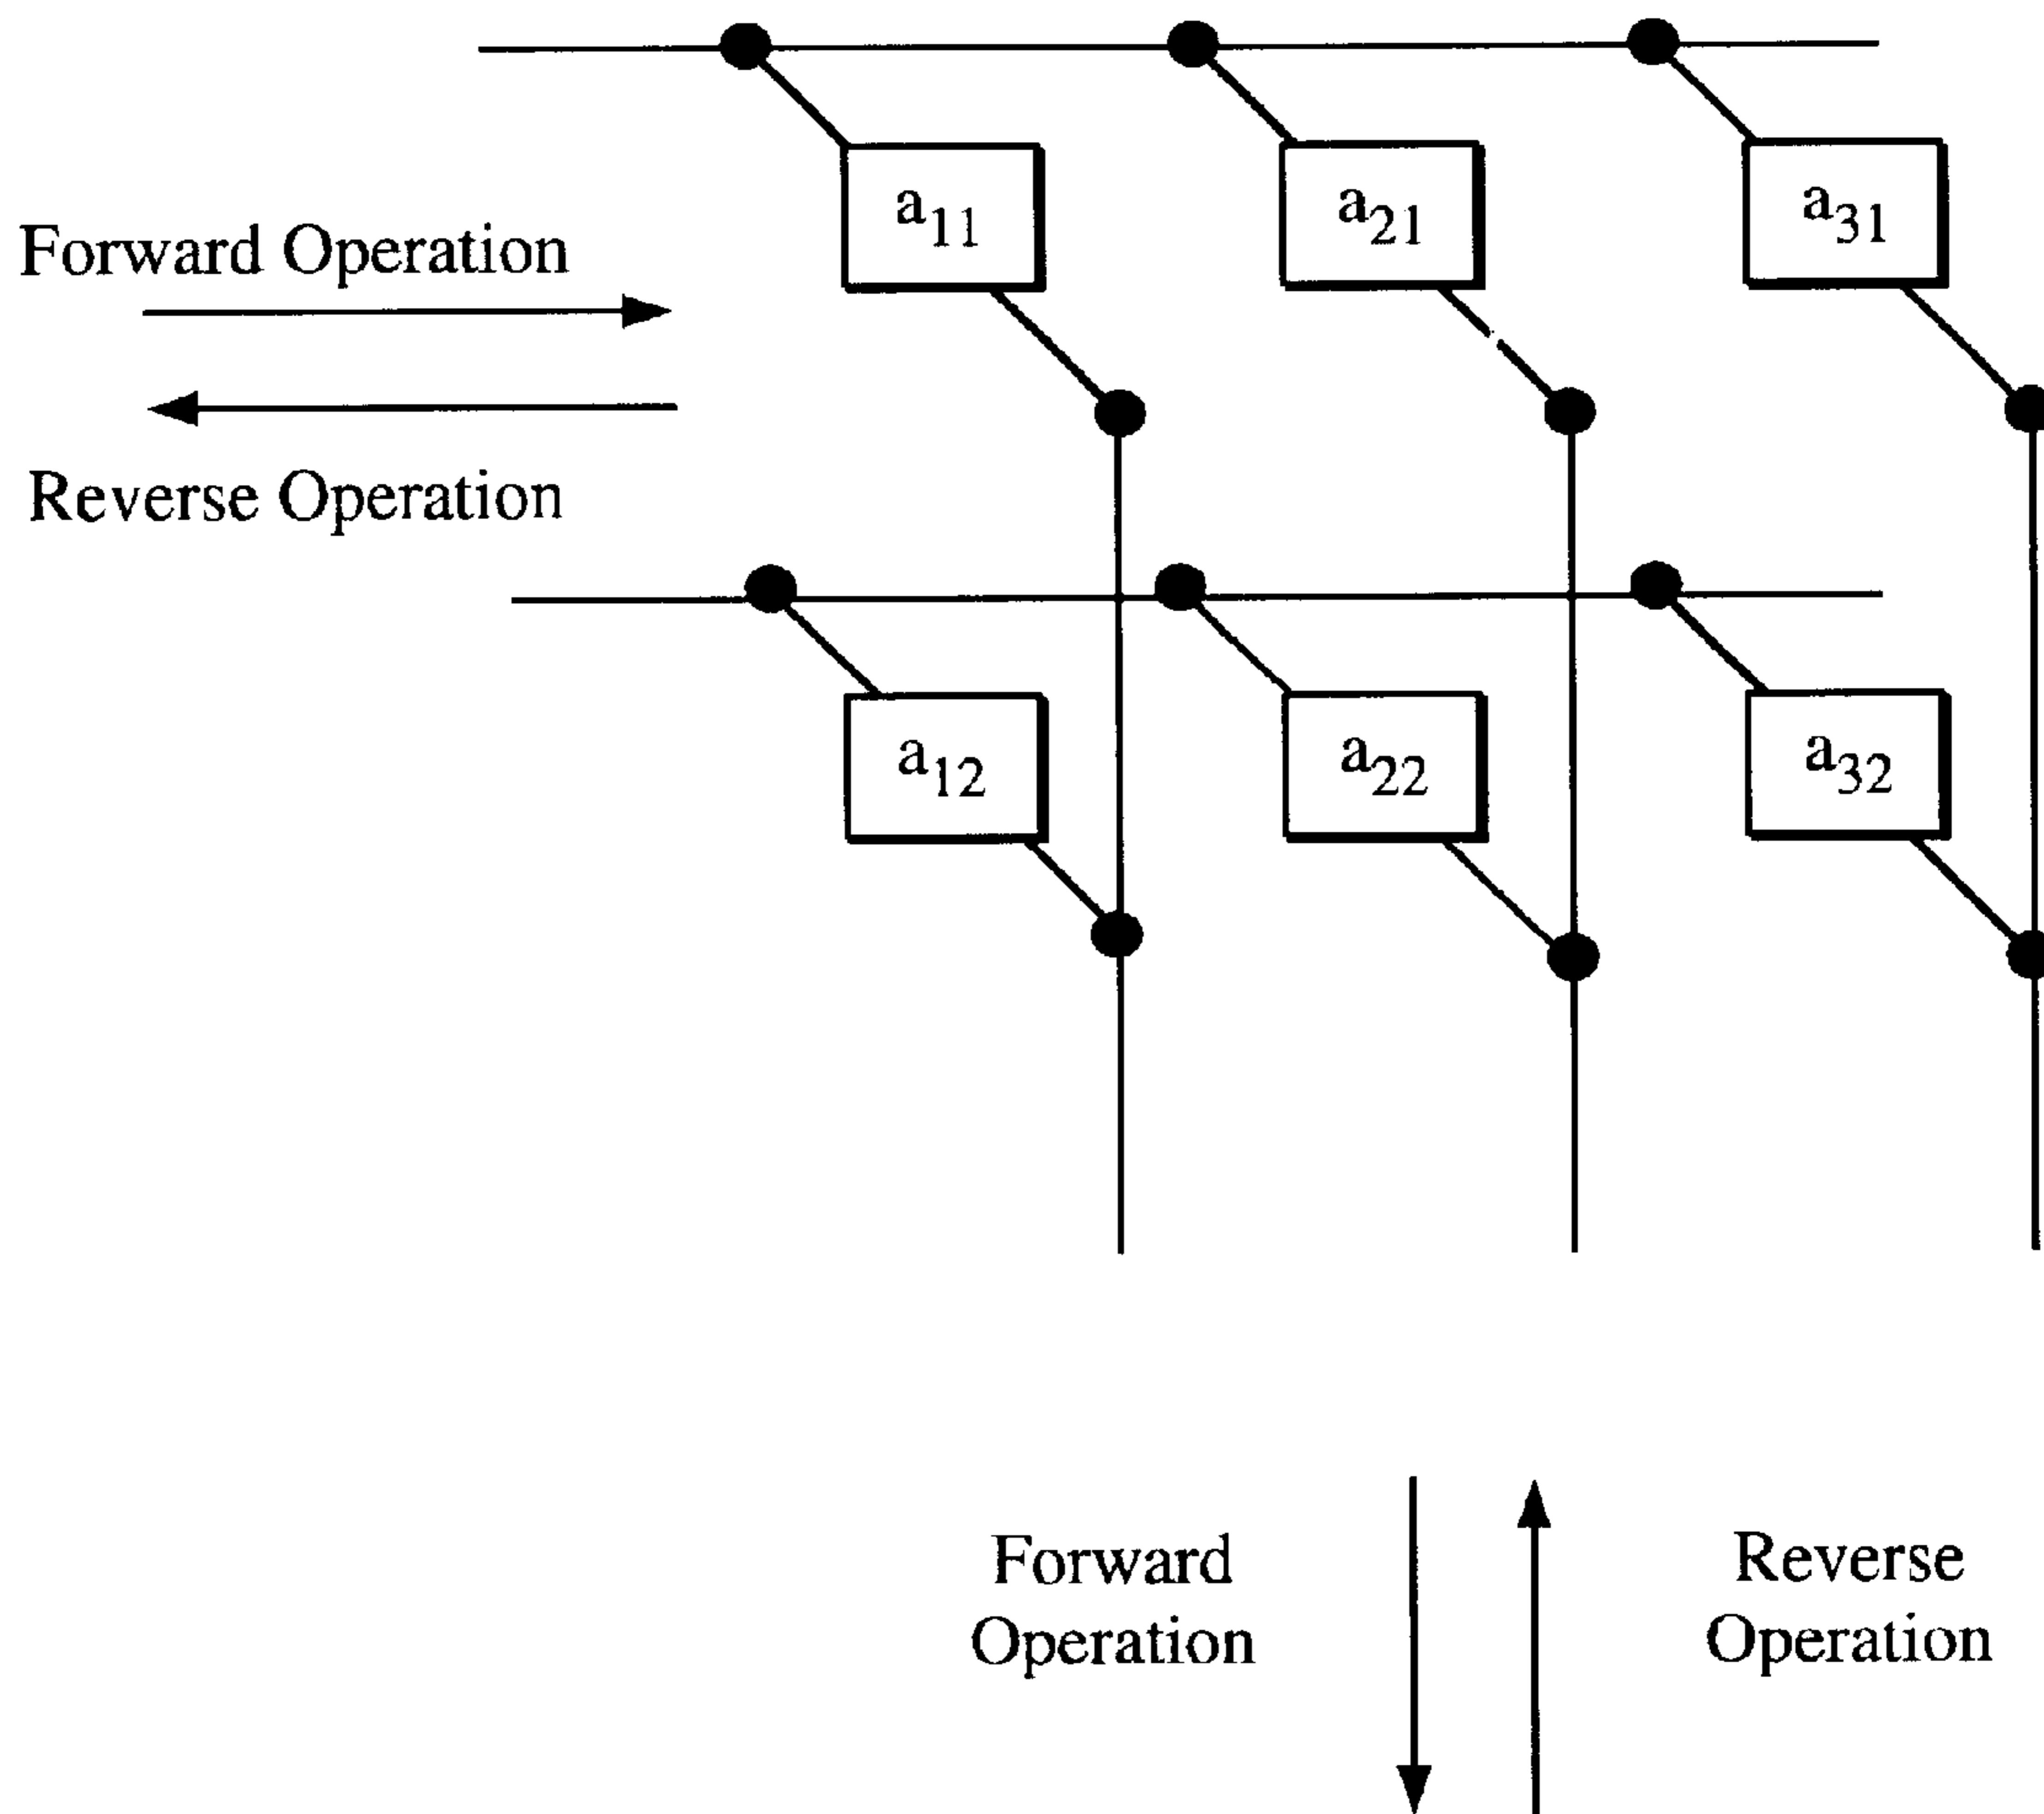 a11 a21 a31
Forward Operation
Reverse Operation
a12 a22 a32
Forward Operation
Reverse Operation